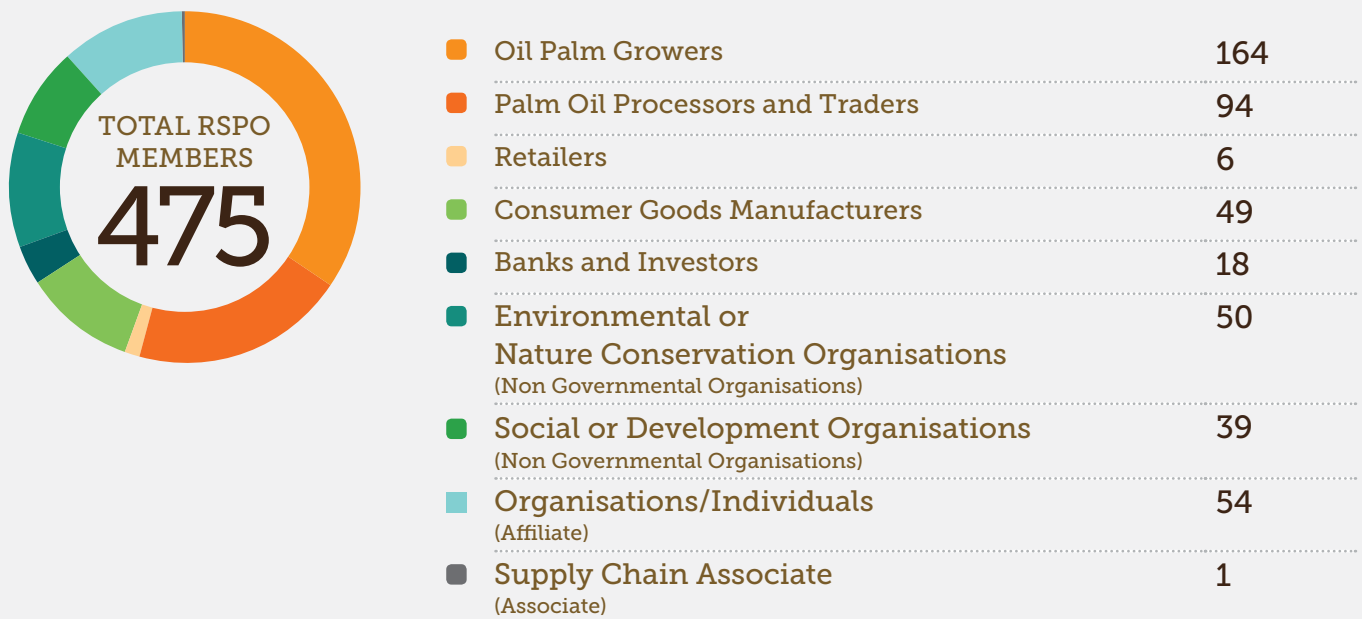 TOTAL RSPO
MEMBERS
475
Oil Palm Growers 164
Palm Oil Processors and Traders 94
Retailers 6
Consumer Goods Manufacturers 49
Banks and Investors 18
Environmental or 50
Nature Conservation Organisations
(Non Governmental Organisations)
Social or Development Organisations 39
(Non Governmental Organisations)
Organisations/Individuals 54
(Affiliate)
Supply Chain Associate 1
(Associate)